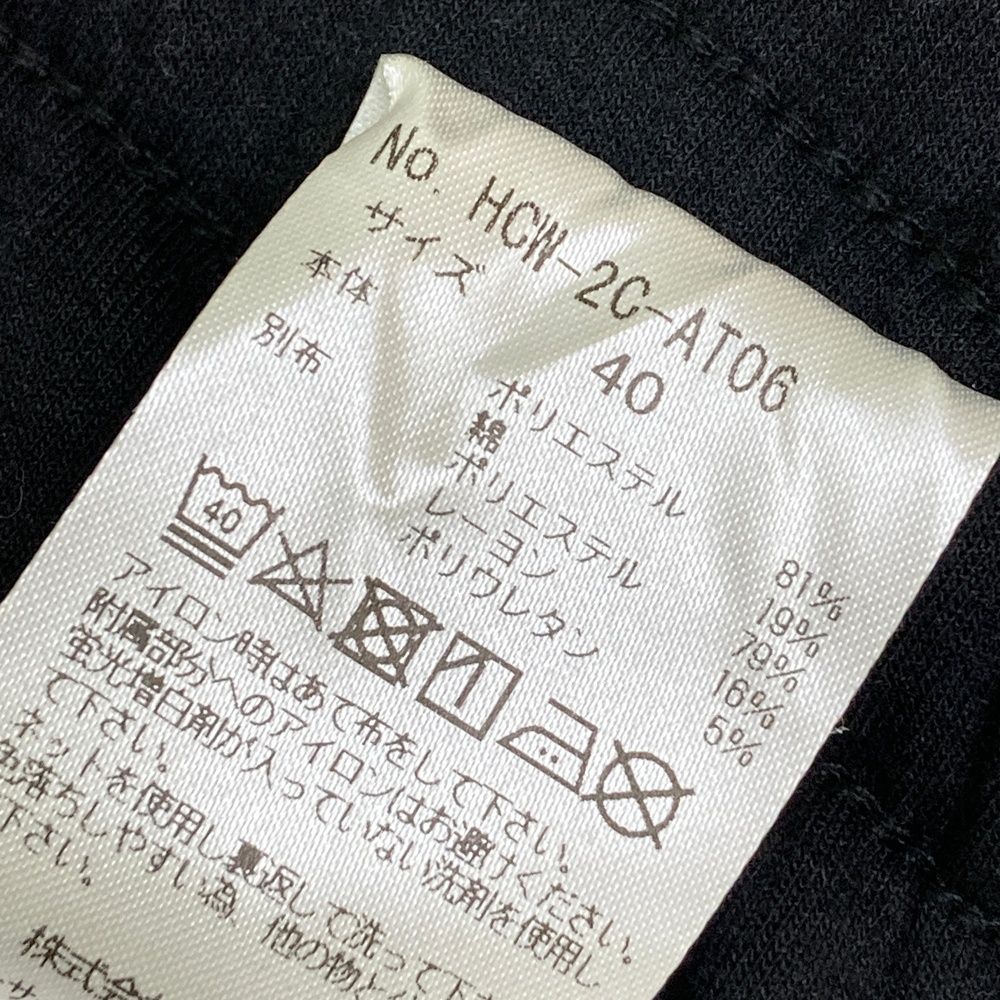 No. HCW-2C-AT06
サイズ 40
本体 ポリエステル 81%
綿 19%
別布 ポリエステル 79%
レーヨン 16%
ポリウレタン 5%
40
アイロン時はあて布をして下さい。
附属部分へのアイロンはお避けください。
蛍光増白剤が入っていない洗剤を使用し
て下さい。
ネットを使用し裏返して洗って下
色落ちしやすい為、他の物と
下さい。
株式会